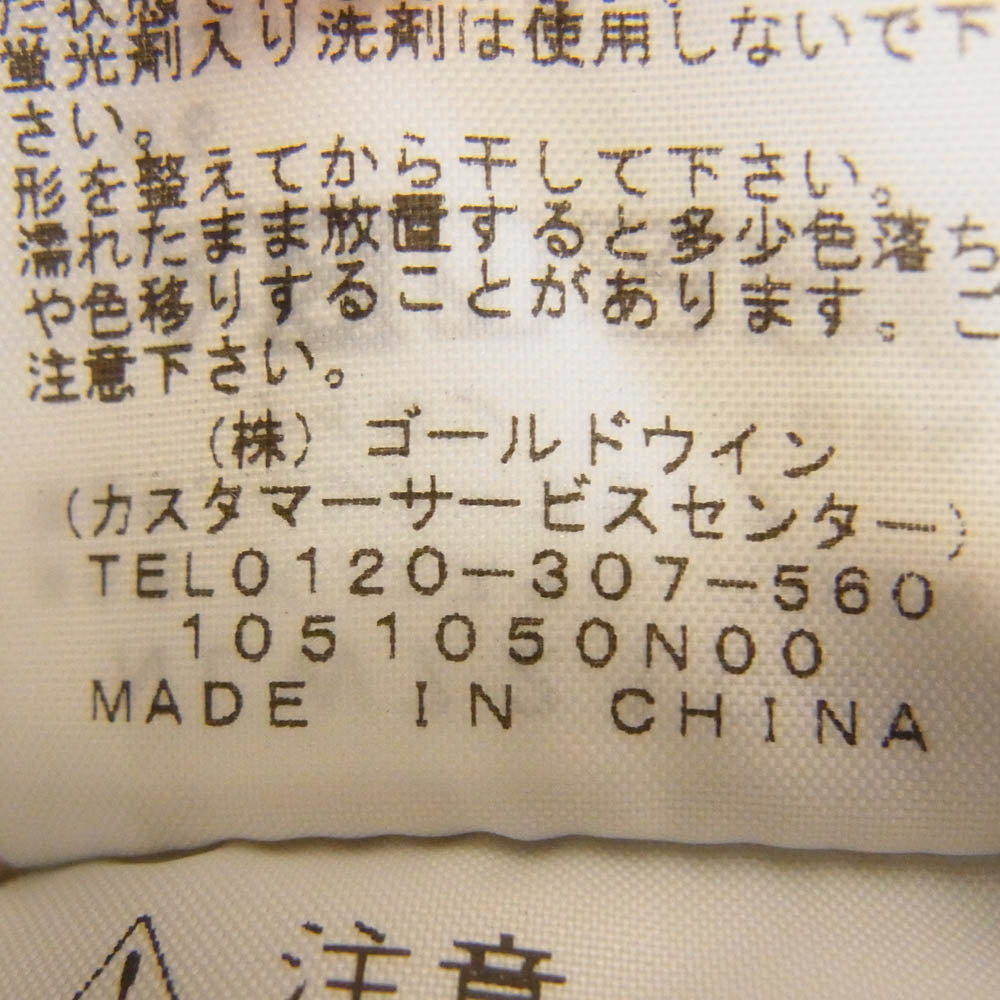 蛍光剤入り洗剤は使用しないで下
さい。
形を整えてから干して下さい。
濡れたまま放置すると多少色落ち
や色移りすることがあります。ご
注意下さい。
(株)ゴールドウイン
(カスタマーサービスセンター)
TEL0120-307-560
1051050N00
MADE IN CHINA
注意